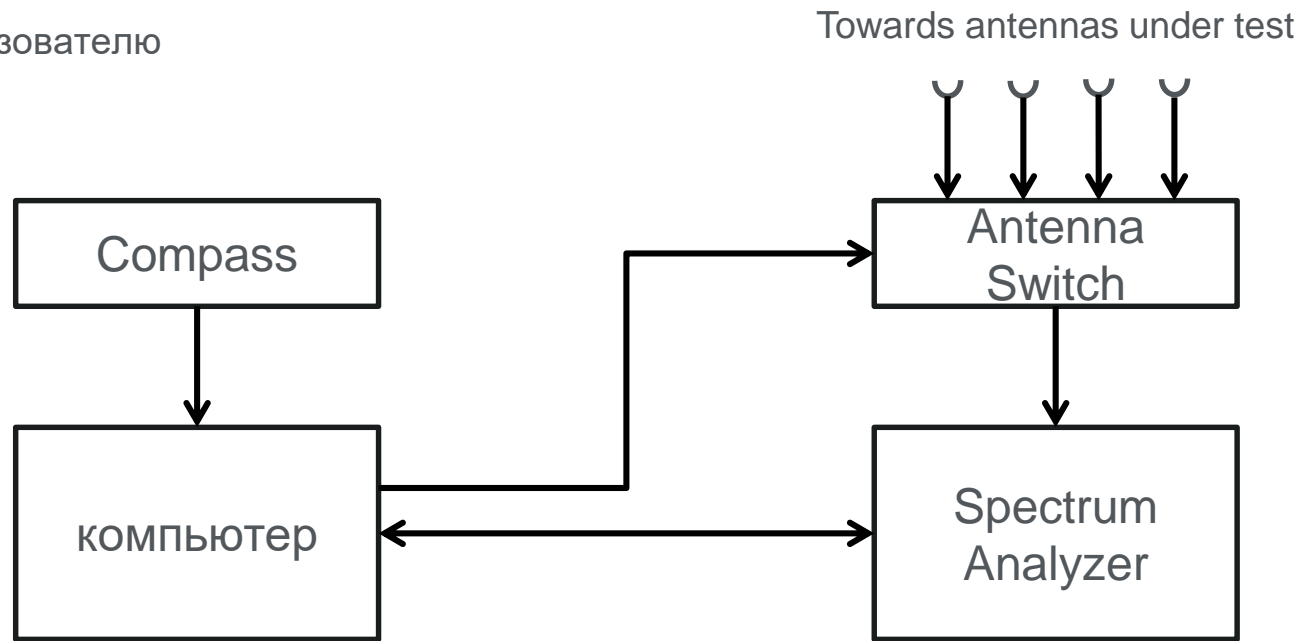 Towards antennas under test
зователю
Compass
Antenna
Switch
компьютер
Spectrum
Analyzer